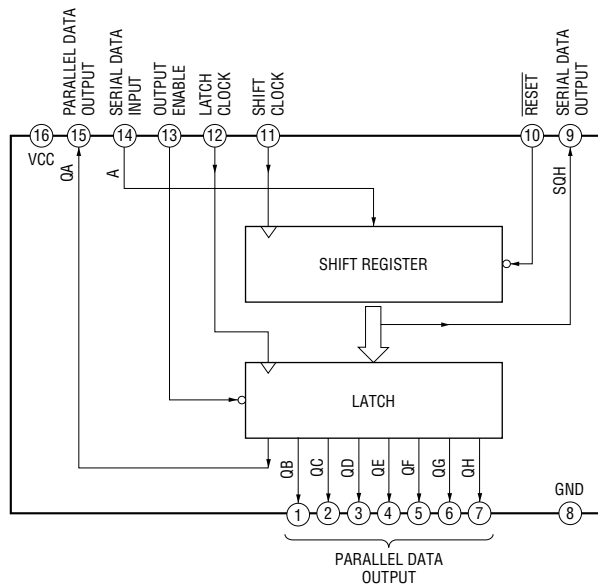 PARALLEL DATA
OUTPUT
SERIAL DATA
INPUT
OUTPUT
ENABLE
LATCH
CLOCK
SHIFT
CLOCK
RESET
SERIAL DATA
OUTPUT
16
15
14
13
12
11
10
9
VCC
QA
A
SQH
SHIFT REGISTER
LATCH
QB
QC
QD
QE
QF
QG
QH
GND
1
2
3
4
5
6
7
8
PARALLEL DATA
OUTPUT